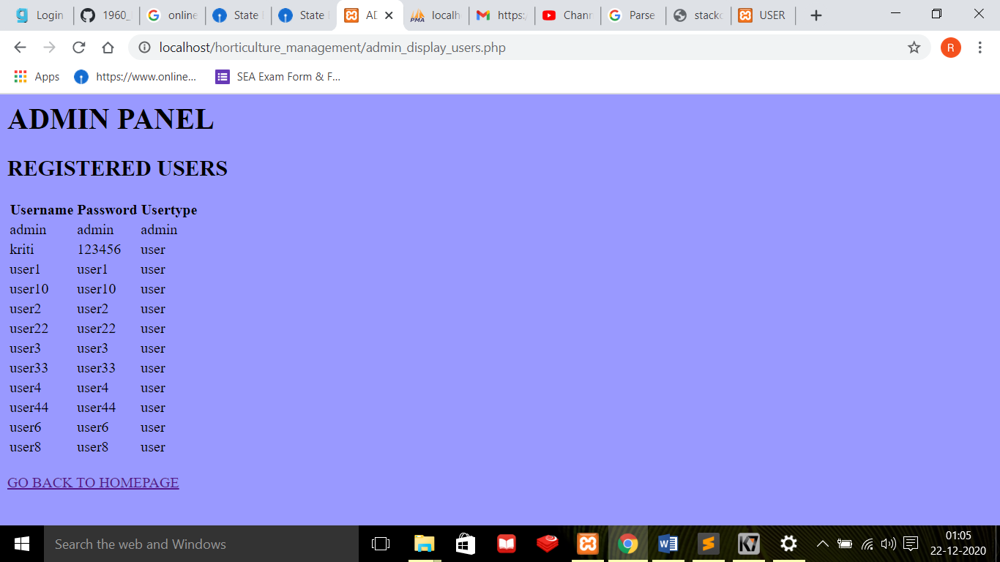 Login
1960_
online
State
State
AD
localh
https:/
Chann
Parse
stackc
USER
localhost/horticulture_management/admin_display_users.php
R
Apps
https://www.online...
SEA Exam Form & F...
ADMIN PANEL
REGISTERED USERS
Username Password Usertype
admin admin admin
kriti 123456 user
user1 user1 user
user10 user10 user
user2 user2 user
user22 user22 user
user3 user3 user
user33 user33 user
user4 user4 user
user44 user44 user
user6 user6 user
user8 user8 user
GO BACK TO HOMEPAGE
Search the web and Windows
01:05
22-12-2020